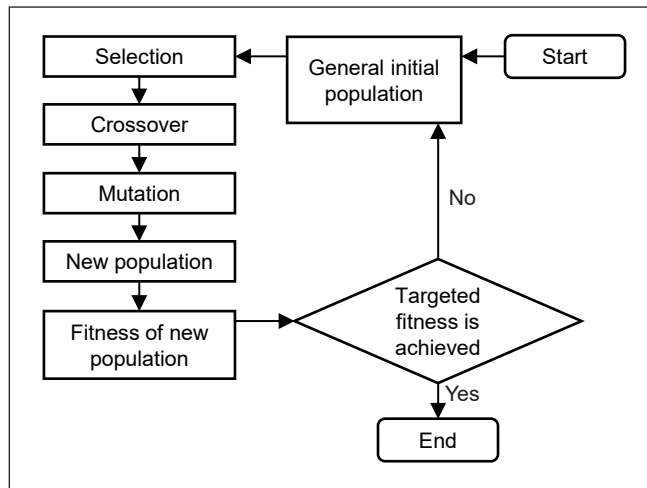 Start
General initial
population
Selection
Crossover
Mutation
New population
Fitness of new
population
Targeted
fitness is
achieved
No
Yes
End